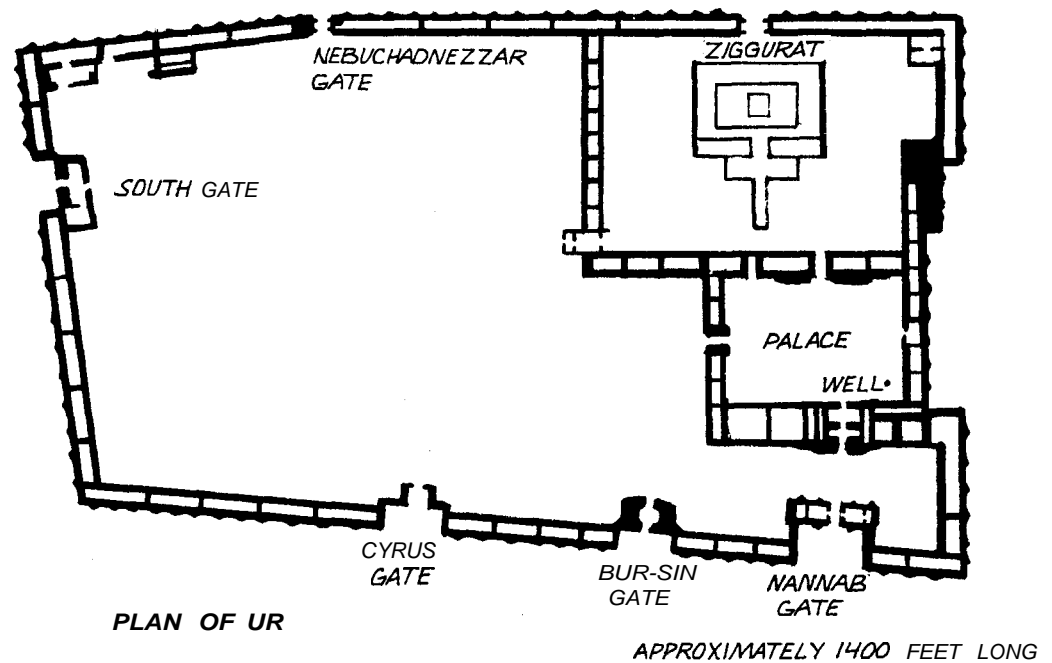 NEBUCHADNEZZAR
GATE
ZIGGURAT
SOUTH GATE
PALACE
WELL
CYRUS
GATE
BUR-SIN
GATE
NANNAB
GATE
PLAN OF UR
APPROXIMATELY 1400 FEET LONG